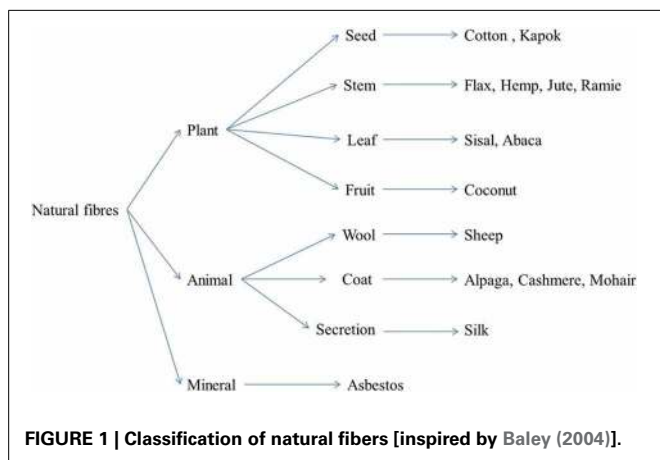 Seed Cotton , Kapok
Stem Flax, Hemp, Jute, Ramie
Plant
Leaf Sisal, Abaca
Fruit Coconut
Natural fibres
Wool Sheep
Animal Coat Alpaga, Cashmere, Mohair
Secretion Silk
Mineral Asbestos
FIGURE 1 | Classification of natural fibers [inspired by Baley (2004)].